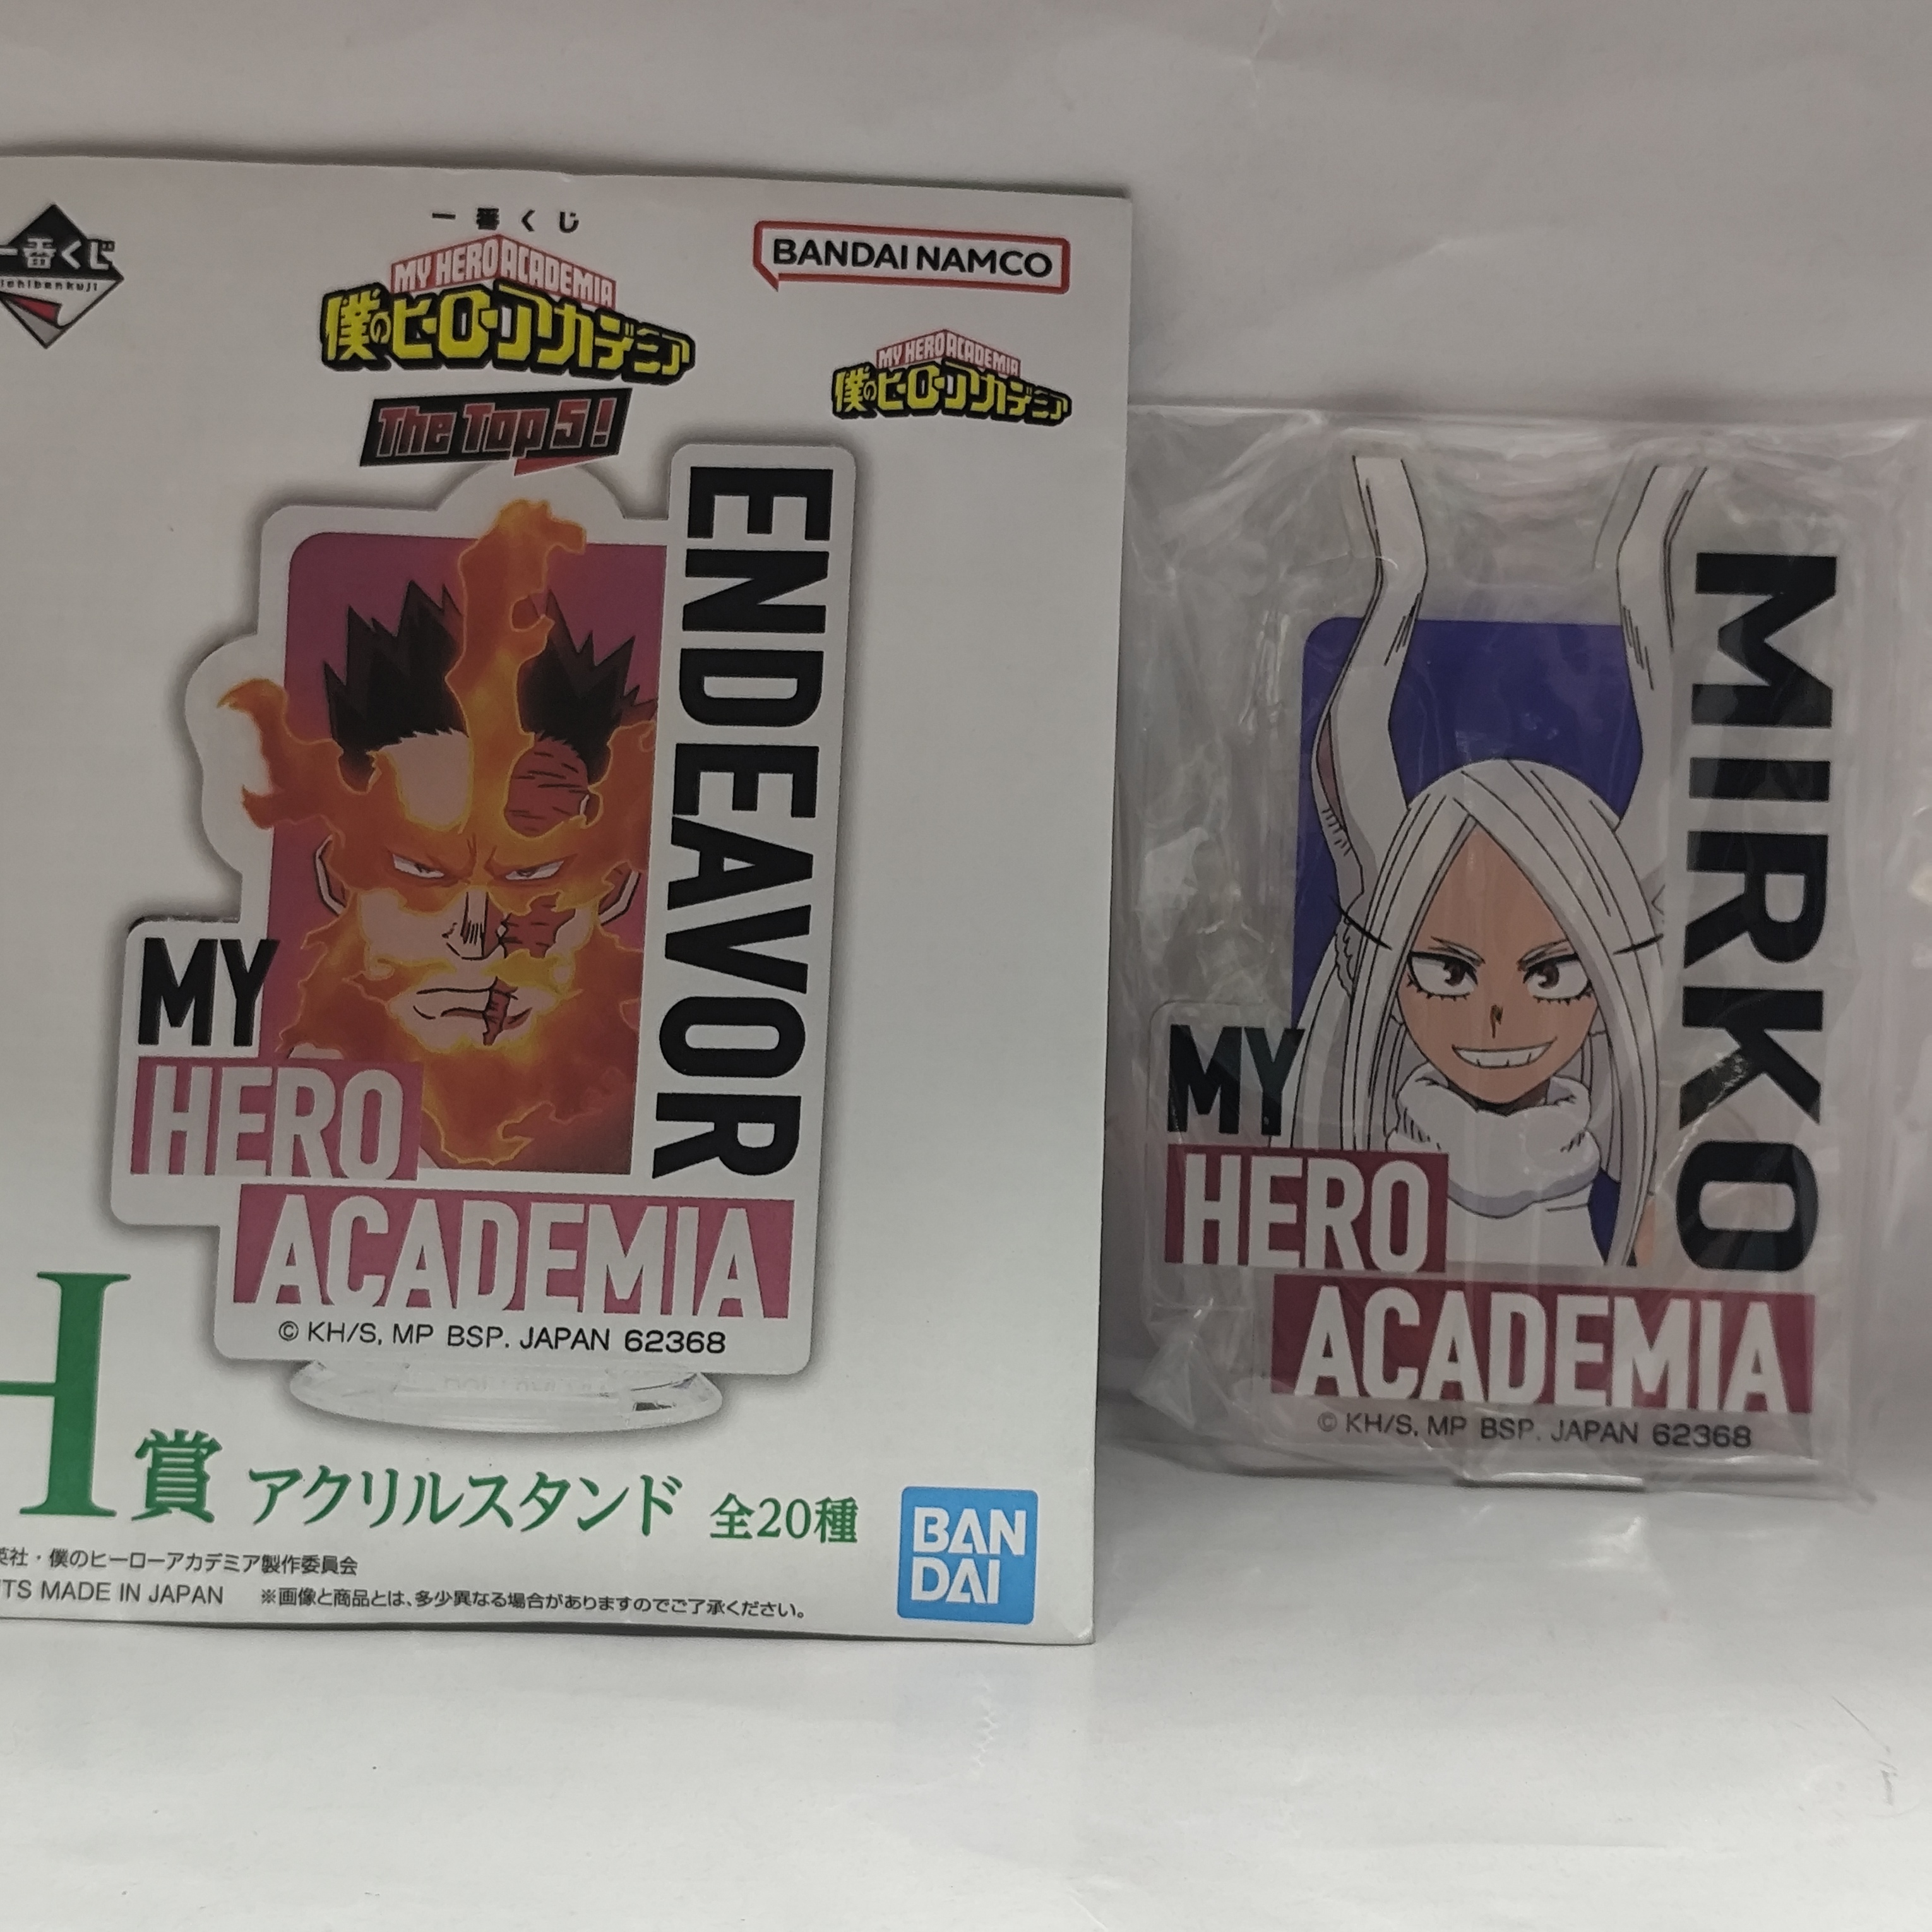 一番くじ
ichibankuji
一番くじ
MY HERO ACADEMIA
僕のヒーローアカデミア
The Top 5!
BANDAI NAMCO
MY HERO ACADEMIA
僕のヒーローアカデミア
ENDEAVOR
MY
HERO
ACADEMIA
© KH/S, MP BSP. JAPAN 62368
H賞 アクリルスタンド 全20種
英社・僕のヒーローアカデミア製作委員会
TS MADE IN JAPAN ※画像と商品とは、多少異なる場合がありますのでご了承ください。
BAN
DAI
MIRKO
MY
HERO
ACADEMIA
© KH/S, MP BSP. JAPAN 62368